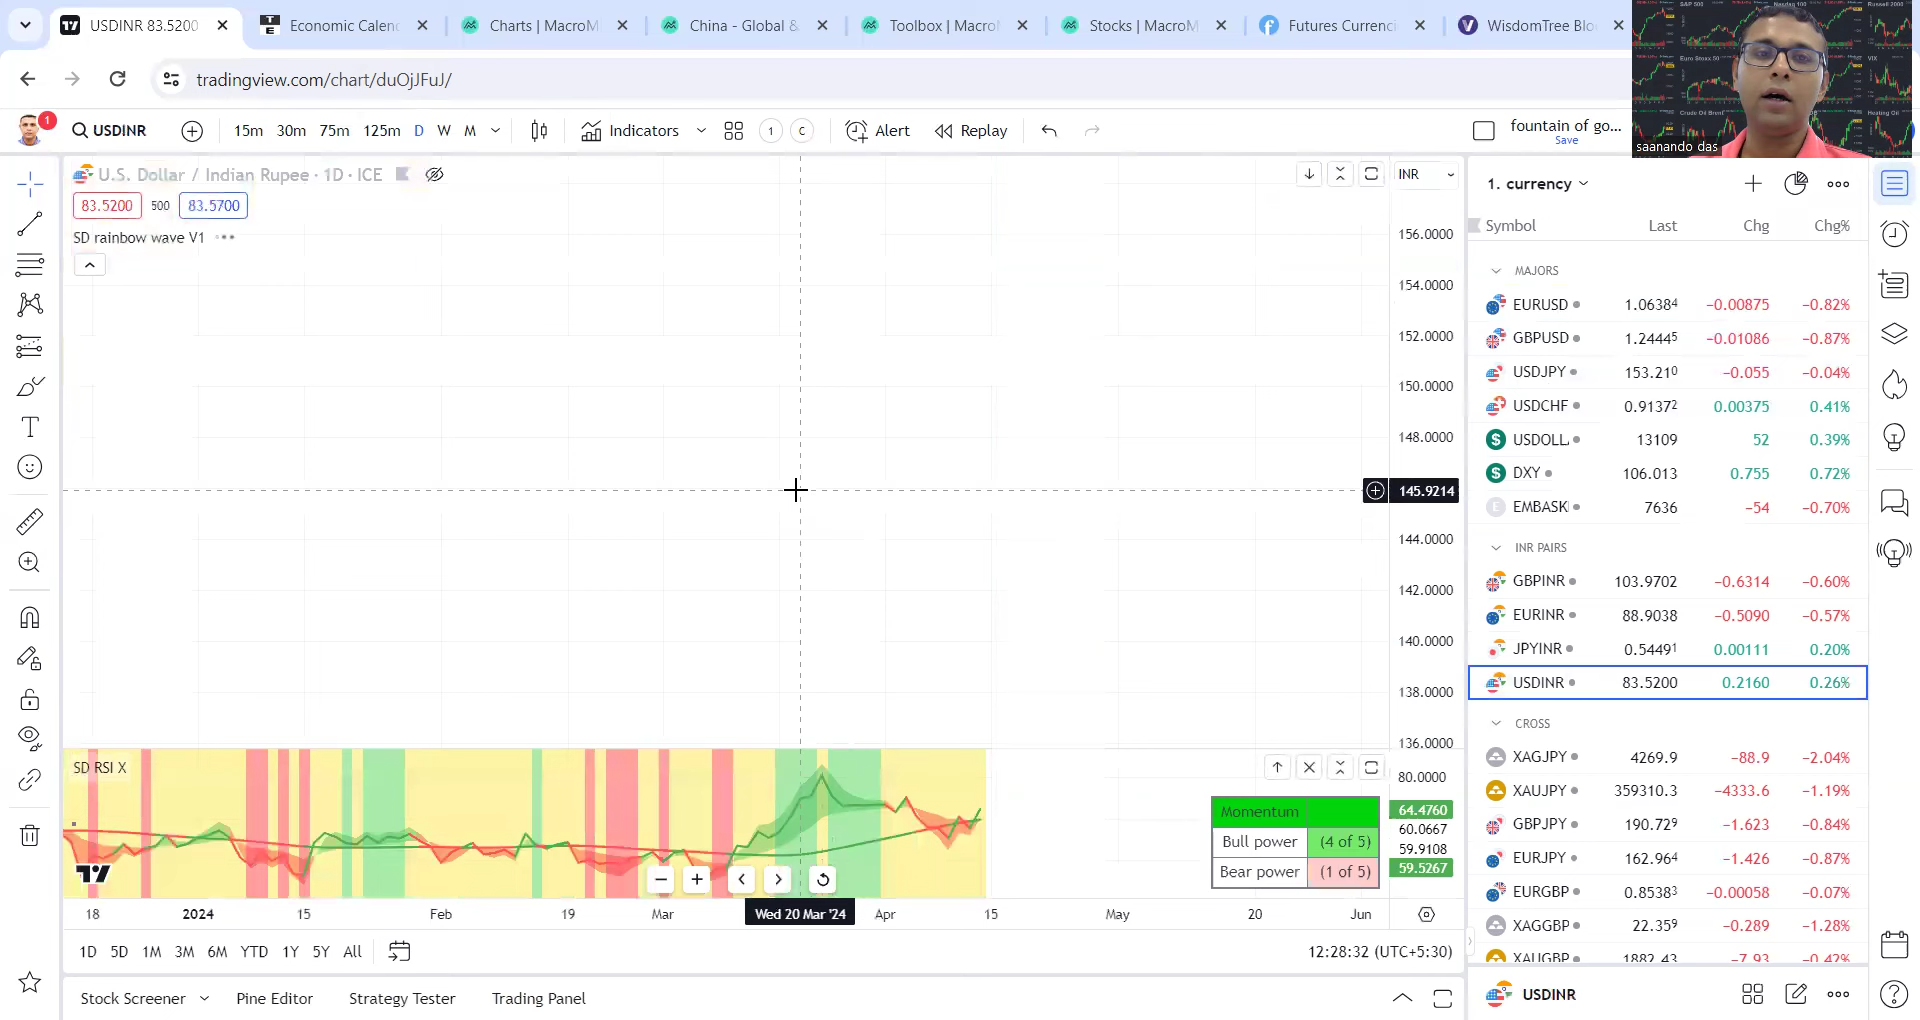 USDINR 83.5200
Economic Calen
Charts | MacroM
China - Global &
Toolbox | Macro
Stocks | MacroM
Futures Currenci
WisdomTree Blo
tradingview.com/chart/duOjJFuJ/
saanando das
1
USDINR
15m 30m 75m 125m D W M
Indicators
1
C
Alert
Replay
fountain of go...
Save
U.S. Dollar / Indian Rupee · 1D · ICE
83.5200
500
83.5700
SD rainbow wave V1
INR
156.0000
154.0000
152.0000
150.0000
148.0000
145.9214
144.0000
142.0000
140.0000
138.0000
136.0000
SD RSI X
80.0000
64.4760
60.0667
59.9108
59.5267
Momentum
Bull power (4 of 5)
Bear power (1 of 5)
18 2024 15 Feb 19 Mar Wed 20 Mar '24 Apr 15 May 20 Jun
1D 5D 1M 3M 6M YTD 1Y 5Y All
12:28:32 (UTC+5:30)
Stock Screener
Pine Editor
Strategy Tester
Trading Panel
1. currency
Symbol Last Chg Chg%
MAJORS
EURUSD 1.06384 −0.00875 −0.82%
GBPUSD 1.24445 −0.01086 −0.87%
USDJPY 153.210 −0.055 −0.04%
USDCHF 0.91372 0.00375 0.41%
USDOLL 13109 52 0.39%
DXY 106.013 0.755 0.72%
EMBASK 7636 −54 −0.70%
INR PAIRS
GBPINR 103.9702 −0.6314 −0.60%
EURINR 88.9038 −0.5090 −0.57%
JPYINR 0.54491 0.00111 0.20%
USDINR 83.5200 0.2160 0.26%
CROSS
XAGJPY 4269.9 −88.9 −2.04%
XAUJPY 359310.3 −4333.6 −1.19%
GBPJPY 190.729 −1.623 −0.84%
EURJPY 162.964 −1.426 −0.87%
EURGBP 0.85383 −0.00058 −0.07%
XAGGBP 22.359 −0.289 −1.28%
XAUGBP 1882.43 −7.93 −0.42%
USDINR